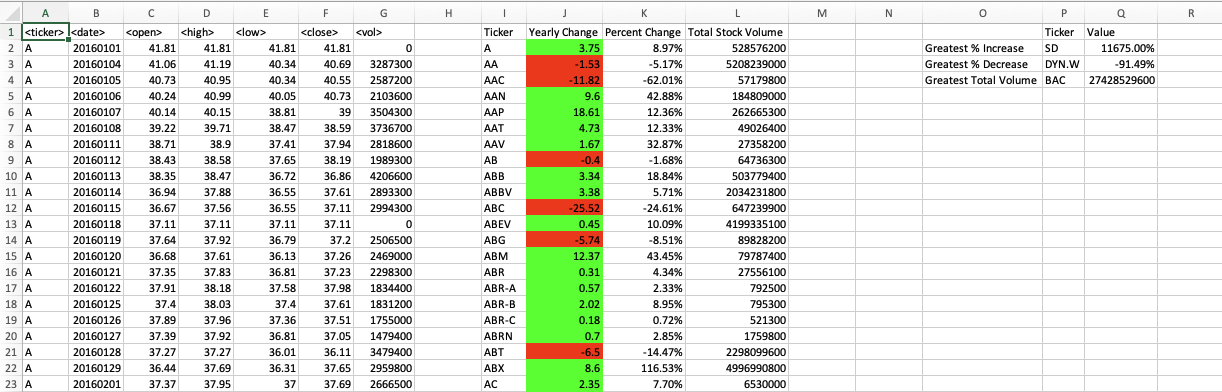 A B C D E F G H I J K L M N O P Q R
1 <ticker> <date> <open> <high> <low> <close> <vol> Ticker Yearly Change Percent Change Total Stock Volume Ticker Value
2 A 20160101 41.81 41.81 41.81 41.81 0 A 3.75 8.97% 528576200 Greatest % Increase SD 11675.00%
3 A 20160104 41.06 41.19 40.34 40.69 3287300 AA -1.53 -5.17% 5208239000 Greatest % Decrease DYN.W -91.49%
4 A 20160105 40.73 40.95 40.34 40.55 2587200 AAC -11.82 -62.01% 57179800 Greatest Total Volume BAC 27428529600
5 A 20160106 40.24 40.99 40.05 40.73 2103600 AAN 9.6 42.88% 184809000
6 A 20160107 40.14 40.15 38.81 39 3504300 AAP 18.61 12.36% 262665300
7 A 20160108 39.22 39.71 38.47 38.59 3736700 AAT 4.73 12.33% 49026400
8 A 20160111 38.71 38.9 37.41 37.94 2818600 AAV 1.67 32.87% 27358200
9 A 20160112 38.43 38.58 37.65 38.19 1989300 AB -0.4 -1.68% 64736300
10 A 20160113 38.35 38.47 36.72 36.86 4206600 ABB 3.34 18.84% 503779400
11 A 20160114 36.94 37.88 36.55 37.61 2893300 ABBV 3.38 5.71% 2034231800
12 A 20160115 36.67 37.56 36.55 37.11 2994300 ABC -25.52 -24.61% 647239900
13 A 20160118 37.11 37.11 37.11 37.11 0 ABEV 0.45 10.09% 4199335100
14 A 20160119 37.64 37.92 36.79 37.2 2506500 ABG -5.74 -8.51% 89828200
15 A 20160120 36.68 37.61 36.13 37.26 2469000 ABM 12.37 43.45% 79787400
16 A 20160121 37.35 37.83 36.81 37.23 2298300 ABR 0.31 4.34% 27556100
17 A 20160122 37.91 38.18 37.58 37.98 1834400 ABR-A 0.57 2.33% 792500
18 A 20160125 37.4 38.03 37.4 37.61 1831200 ABR-B 2.02 8.95% 795300
19 A 20160126 37.89 37.96 37.36 37.51 1755000 ABR-C 0.18 0.72% 521300
20 A 20160127 37.39 37.92 36.81 37.05 1479400 ABRN 0.7 2.85% 1759800
21 A 20160128 37.27 37.27 36.01 36.11 3479400 ABT -6.5 -14.47% 2298099600
22 A 20160129 36.44 37.69 36.31 37.65 2959800 ABX 8.6 116.53% 4996990800
23 A 20160201 37.37 37.95 37 37.69 2666500 AC 2.35 7.70% 6530000